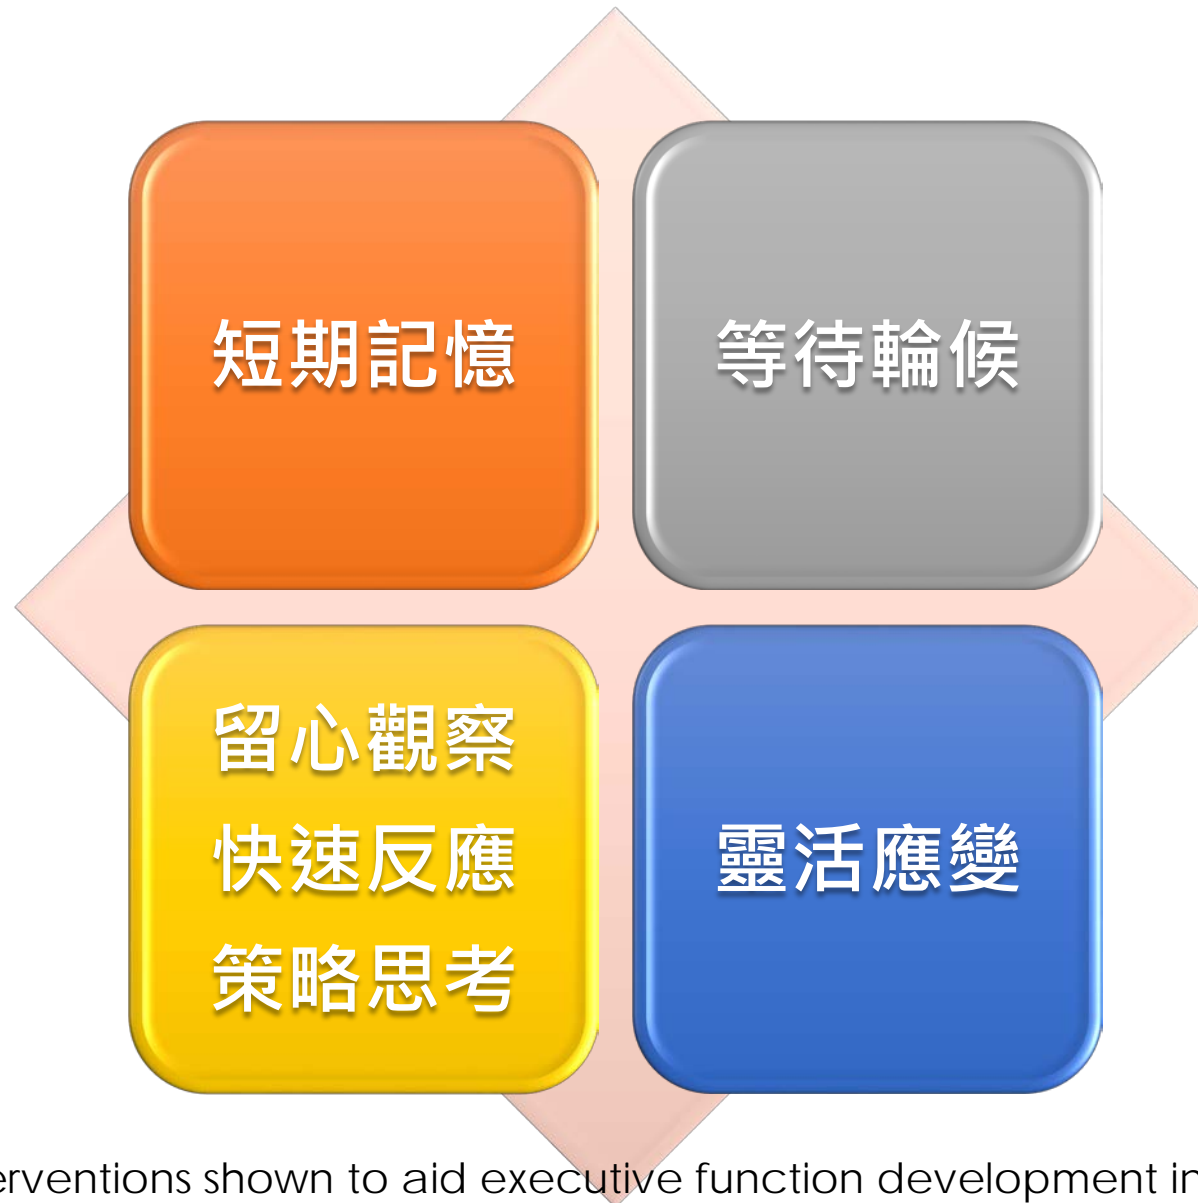 短期記憶
等待輪候
留心觀察
快速反應
策略思考
靈活應變
erventions shown to aid executive function development in